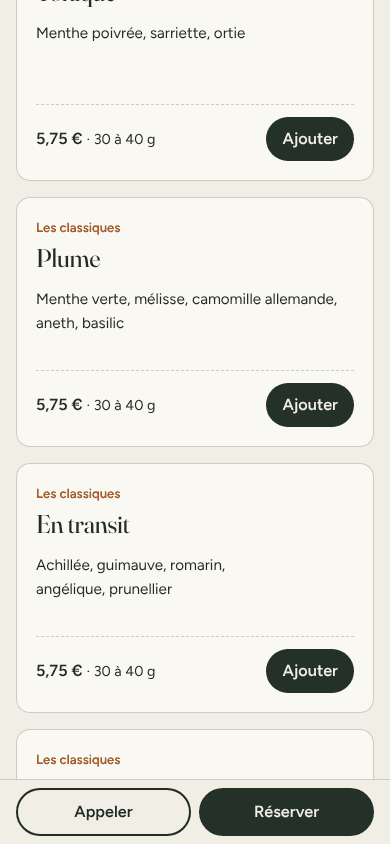 Menthe poivrée, sarriette, ortie
5,75 € · 30 à 40 g
Ajouter
Les classiques
Plume
Menthe verte, mélisse, camomille allemande,
aneth, basilic
5,75 € · 30 à 40 g
Ajouter
Les classiques
En transit
Achillée, guimauve, romarin,
angélique, prunellier
5,75 € · 30 à 40 g
Ajouter
Les classiques
Appeler
Réserver